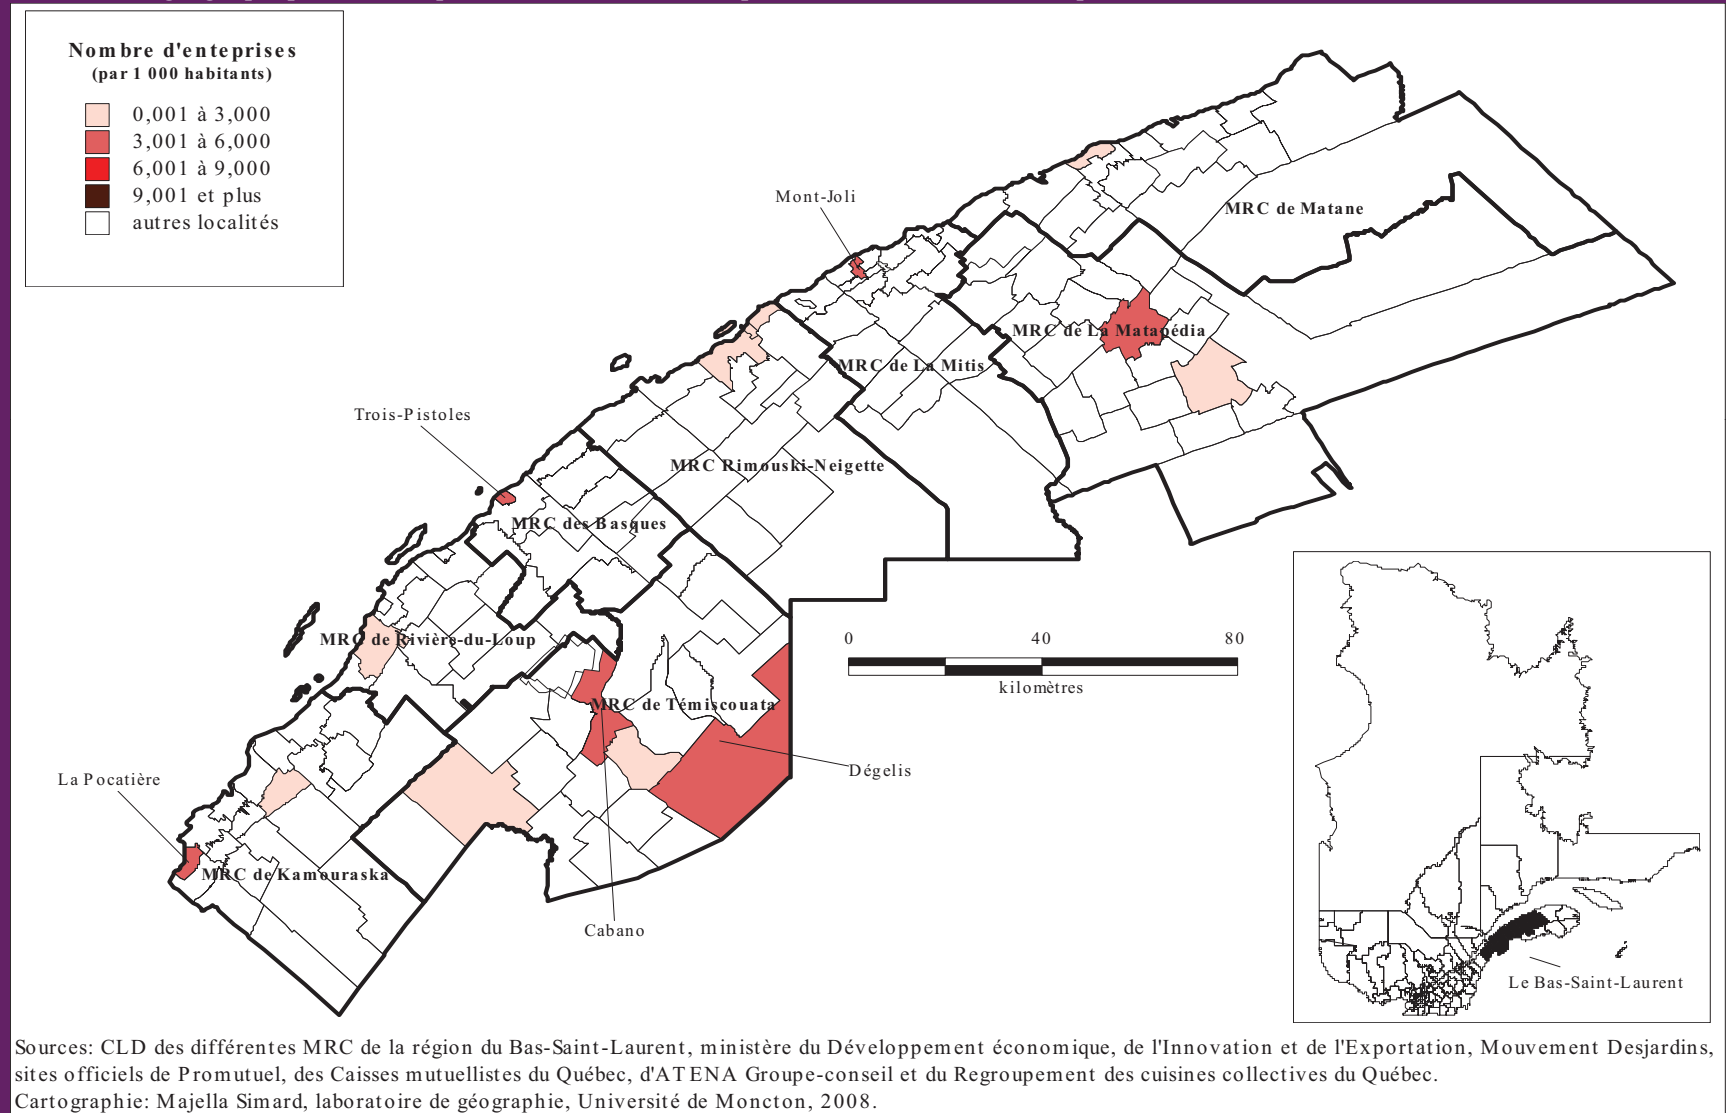 Nombre d'enteprises
(par 1 000 habitants)
0,001 à 3,000
3,001 à 6,000
6,001 à 9,000
9,001 et plus
autres localités
Mont-Joli
MRC de Matane
MRC de La Matapédia
MRC de La Mitis
Trois-Pistoles
MRC Rimouski-Neigette
MRC des Basques
MRC de Rivière-du-Loup
0 40 80
kilomètres
MRC de Témiscouata
Dégelis
La Pocatière
MRC de Kamouraska
Cabano
Le Bas-Saint-Laurent
Sources: CLD des différentes MRC de la région du Bas-Saint-Laurent, ministère du Développement économique, de l'Innovation et de l'Exportation, Mouvement Desjardins,
sites officiels de Promutuel, des Caisses mutuellistes du Québec, d'ATENA Groupe-conseil et du Regroupement des cuisines collectives du Québec.
Cartographie: Majella Simard, laboratoire de géographie, Université de Moncton, 2008.